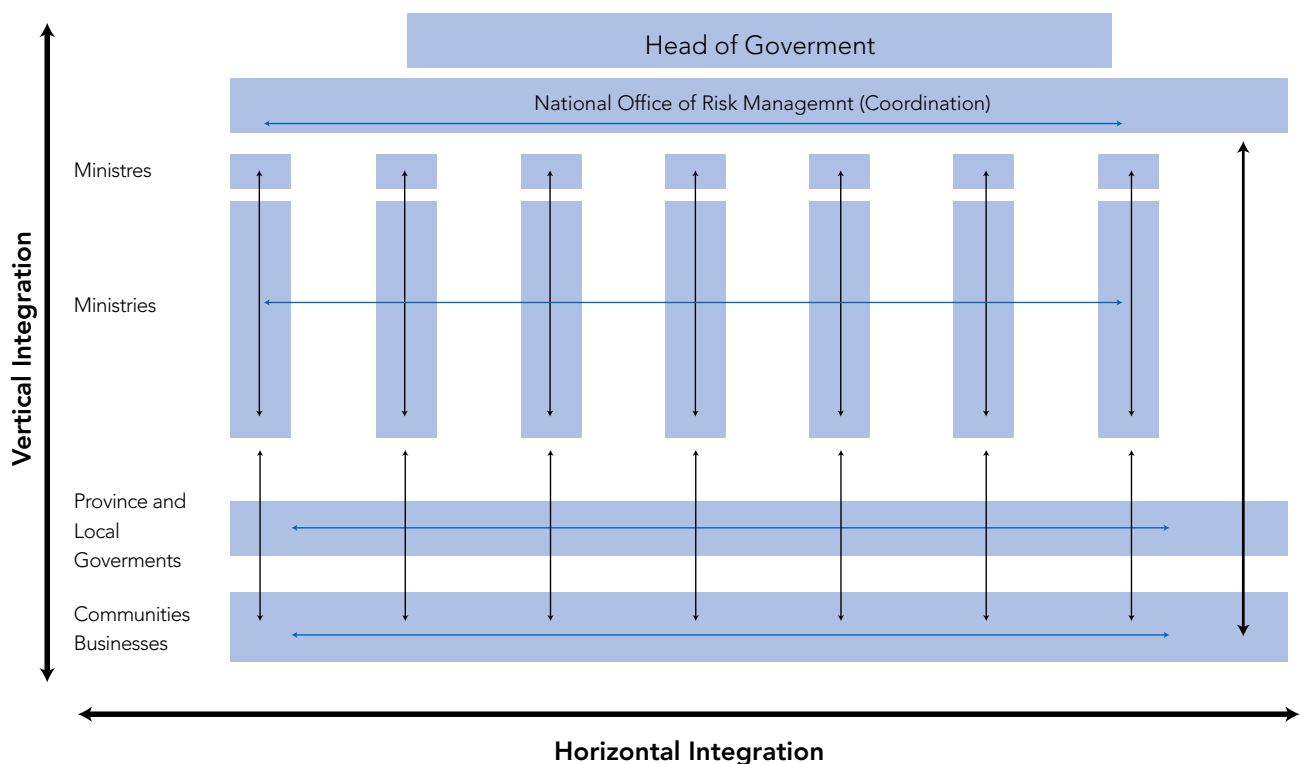 Head of Goverment
National Office of Risk Managemnt (Coordination)
Ministres
Ministries
Province and
Local
Goverments
Communities
Businesses
Vertical Integration
Horizontal Integration